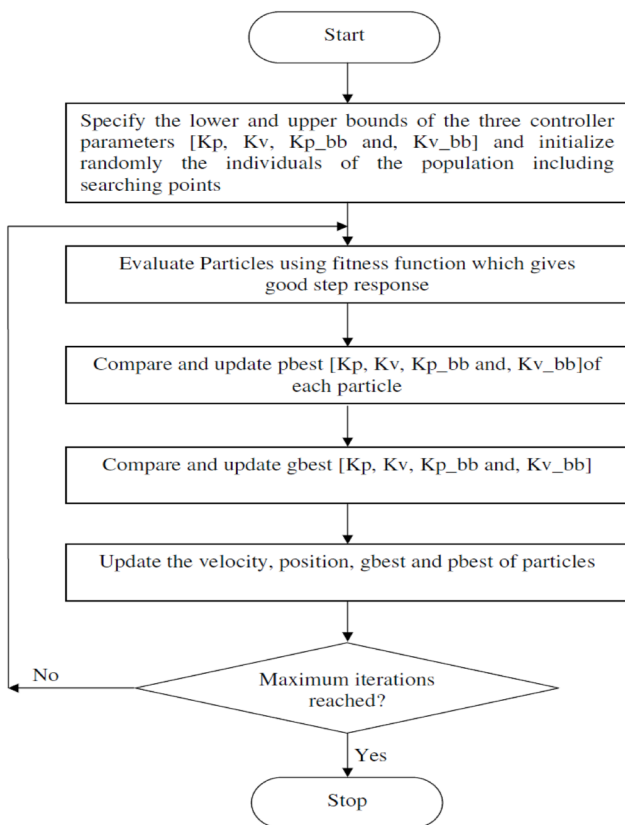 Start
Specify the lower and upper bounds of the three controller
parameters [Kp, Kv, Kp_bb and, Kv_bb] and initialize
randomly the individuals of the population including
searching points
Evaluate Particles using fitness function which gives
good step response
Compare and update pbest [Kp, Kv, Kp_bb and, Kv_bb]of
each particle
Compare and update gbest [Kp, Kv, Kp_bb and, Kv_bb]
Update the velocity, position, gbest and pbest of particles
No
Maximum iterations
reached?
Yes
Stop